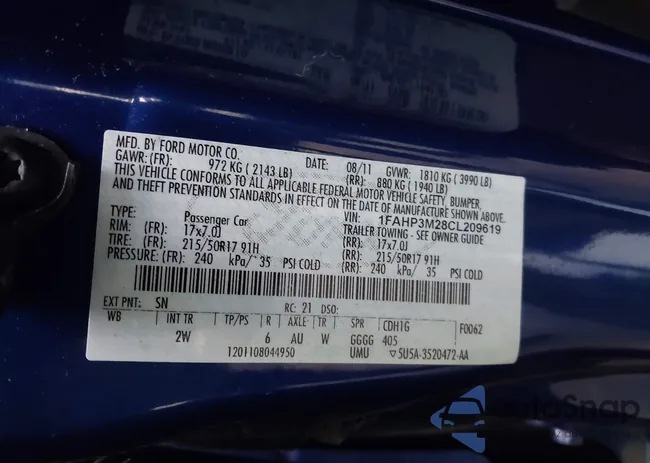 MFD. BY FORD MOTOR CO. DATE: 08/11 GVWR: 1810 KG ( 3990 LB)
GAWR: (FR): 972 KG ( 2143 LB) (RR): 880 KG ( 1940 LB)
THIS VEHICLE CONFORMS TO ALL APPLICABLE FEDERAL MOTOR VEHICLE SAFETY, BUMPER,
AND THEFT PREVENTION STANDARDS IN EFFECT ON THE DATE OF MANUFACTURE SHOWN ABOVE.
VIN: 1FAHP3M28CL209619
TYPE: Passenger Car TRAILER TOWING - SEE OWNER GUIDE
RIM: (FR): 17x7.0J (RR): 17x7.0J
TIRE: (FR): 215/50R17 91H (RR): 215/50R17 91H
PRESSURE: (FR): 240 kPa/ 35 PSI COLD (RR): 240 kPa/ 35 PSI COLD
EXT PNT: SN RC: 21 DSO: F0062
WB INT TR TP/PS R AXLE TR SPR CDH1G
2W 6 AU W GGGG 405
1201108044950 UMU ▽5U5A-3520472-AA
AutoSnap